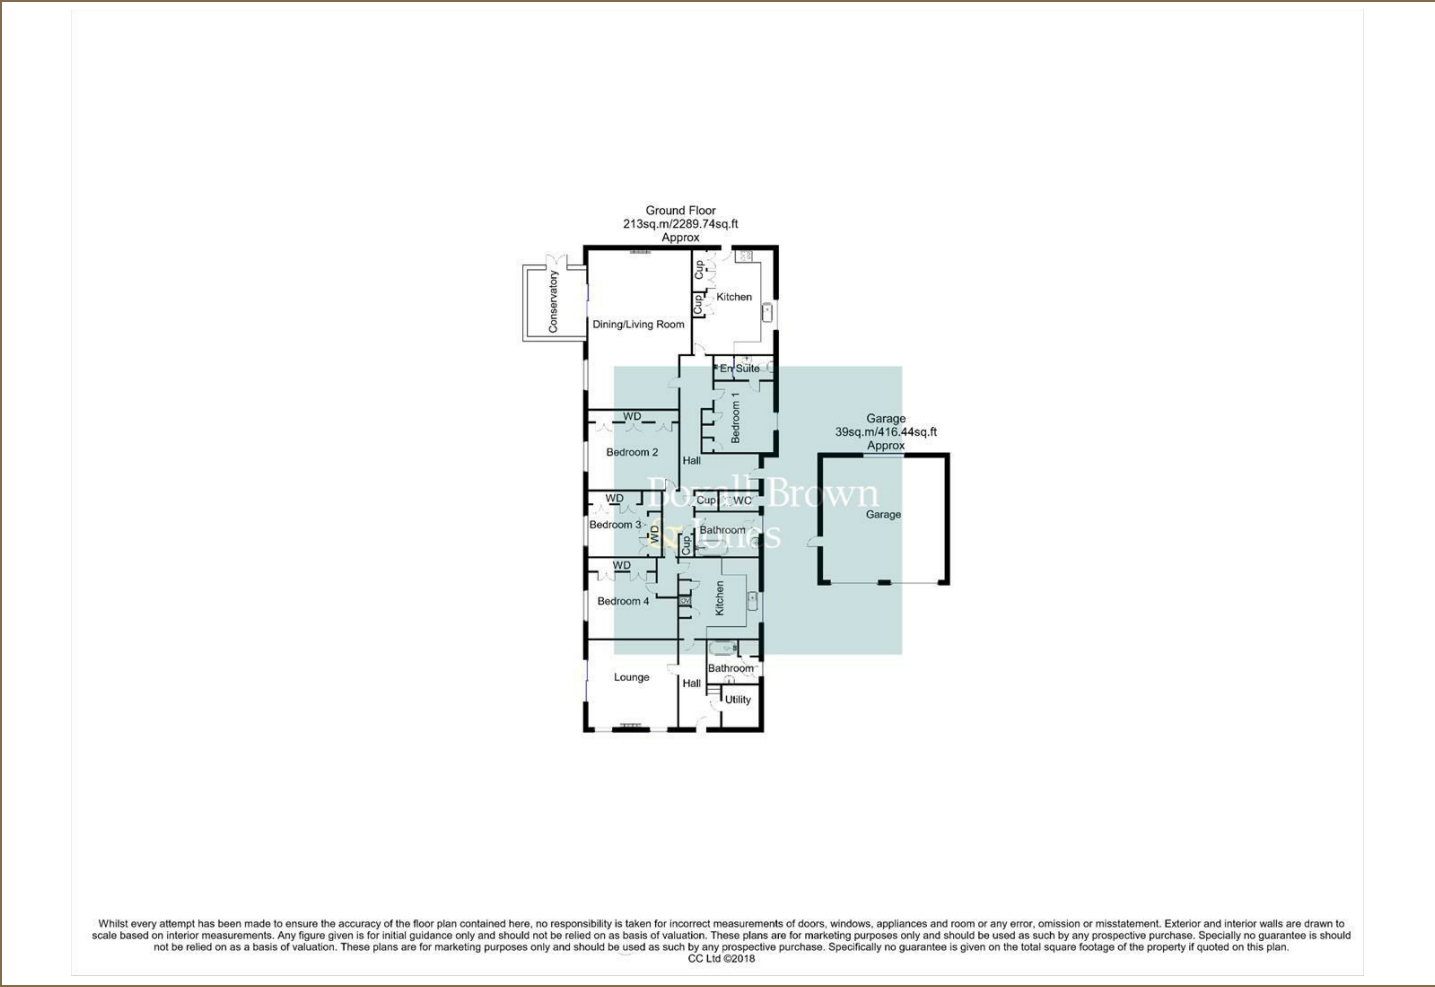 Ground Floor
213sq.m/2289.74sq.ft
Approx
Conservatory
Dining/Living Room
Cup
Cup
Kitchen
En Suite
Bedroom 1
WD
Bedroom 2
Hall
WD
Bedroom 3
WD
Cup
WC
Bathroom
Cup
WD
Bedroom 4
Kitchen
Lounge
Hall
Bathroom
Utility
Garage
39sq.m/416.44sq.ft
Approx
Garage
Boxall Brown
& Jones
Whilst every attempt has been made to ensure the accuracy of the floor plan contained here, no responsibility is taken for incorrect measurements of doors, windows, appliances and room or any error, omission or misstatement. Exterior and interior walls are drawn to
scale based on interior measurements. Any figure given is for initial guidance only and should not be relied on as basis of valuation. These plans are for marketing purposes only and should be used as such by any prospective purchase. Specially no guarantee is should
not be relied on as a basis of valuation. These plans are for marketing purposes only and should be used as such by any prospective purchase. Specifically no guarantee is given on the total square footage of the property if quoted on this plan.
CC Ltd ©2018